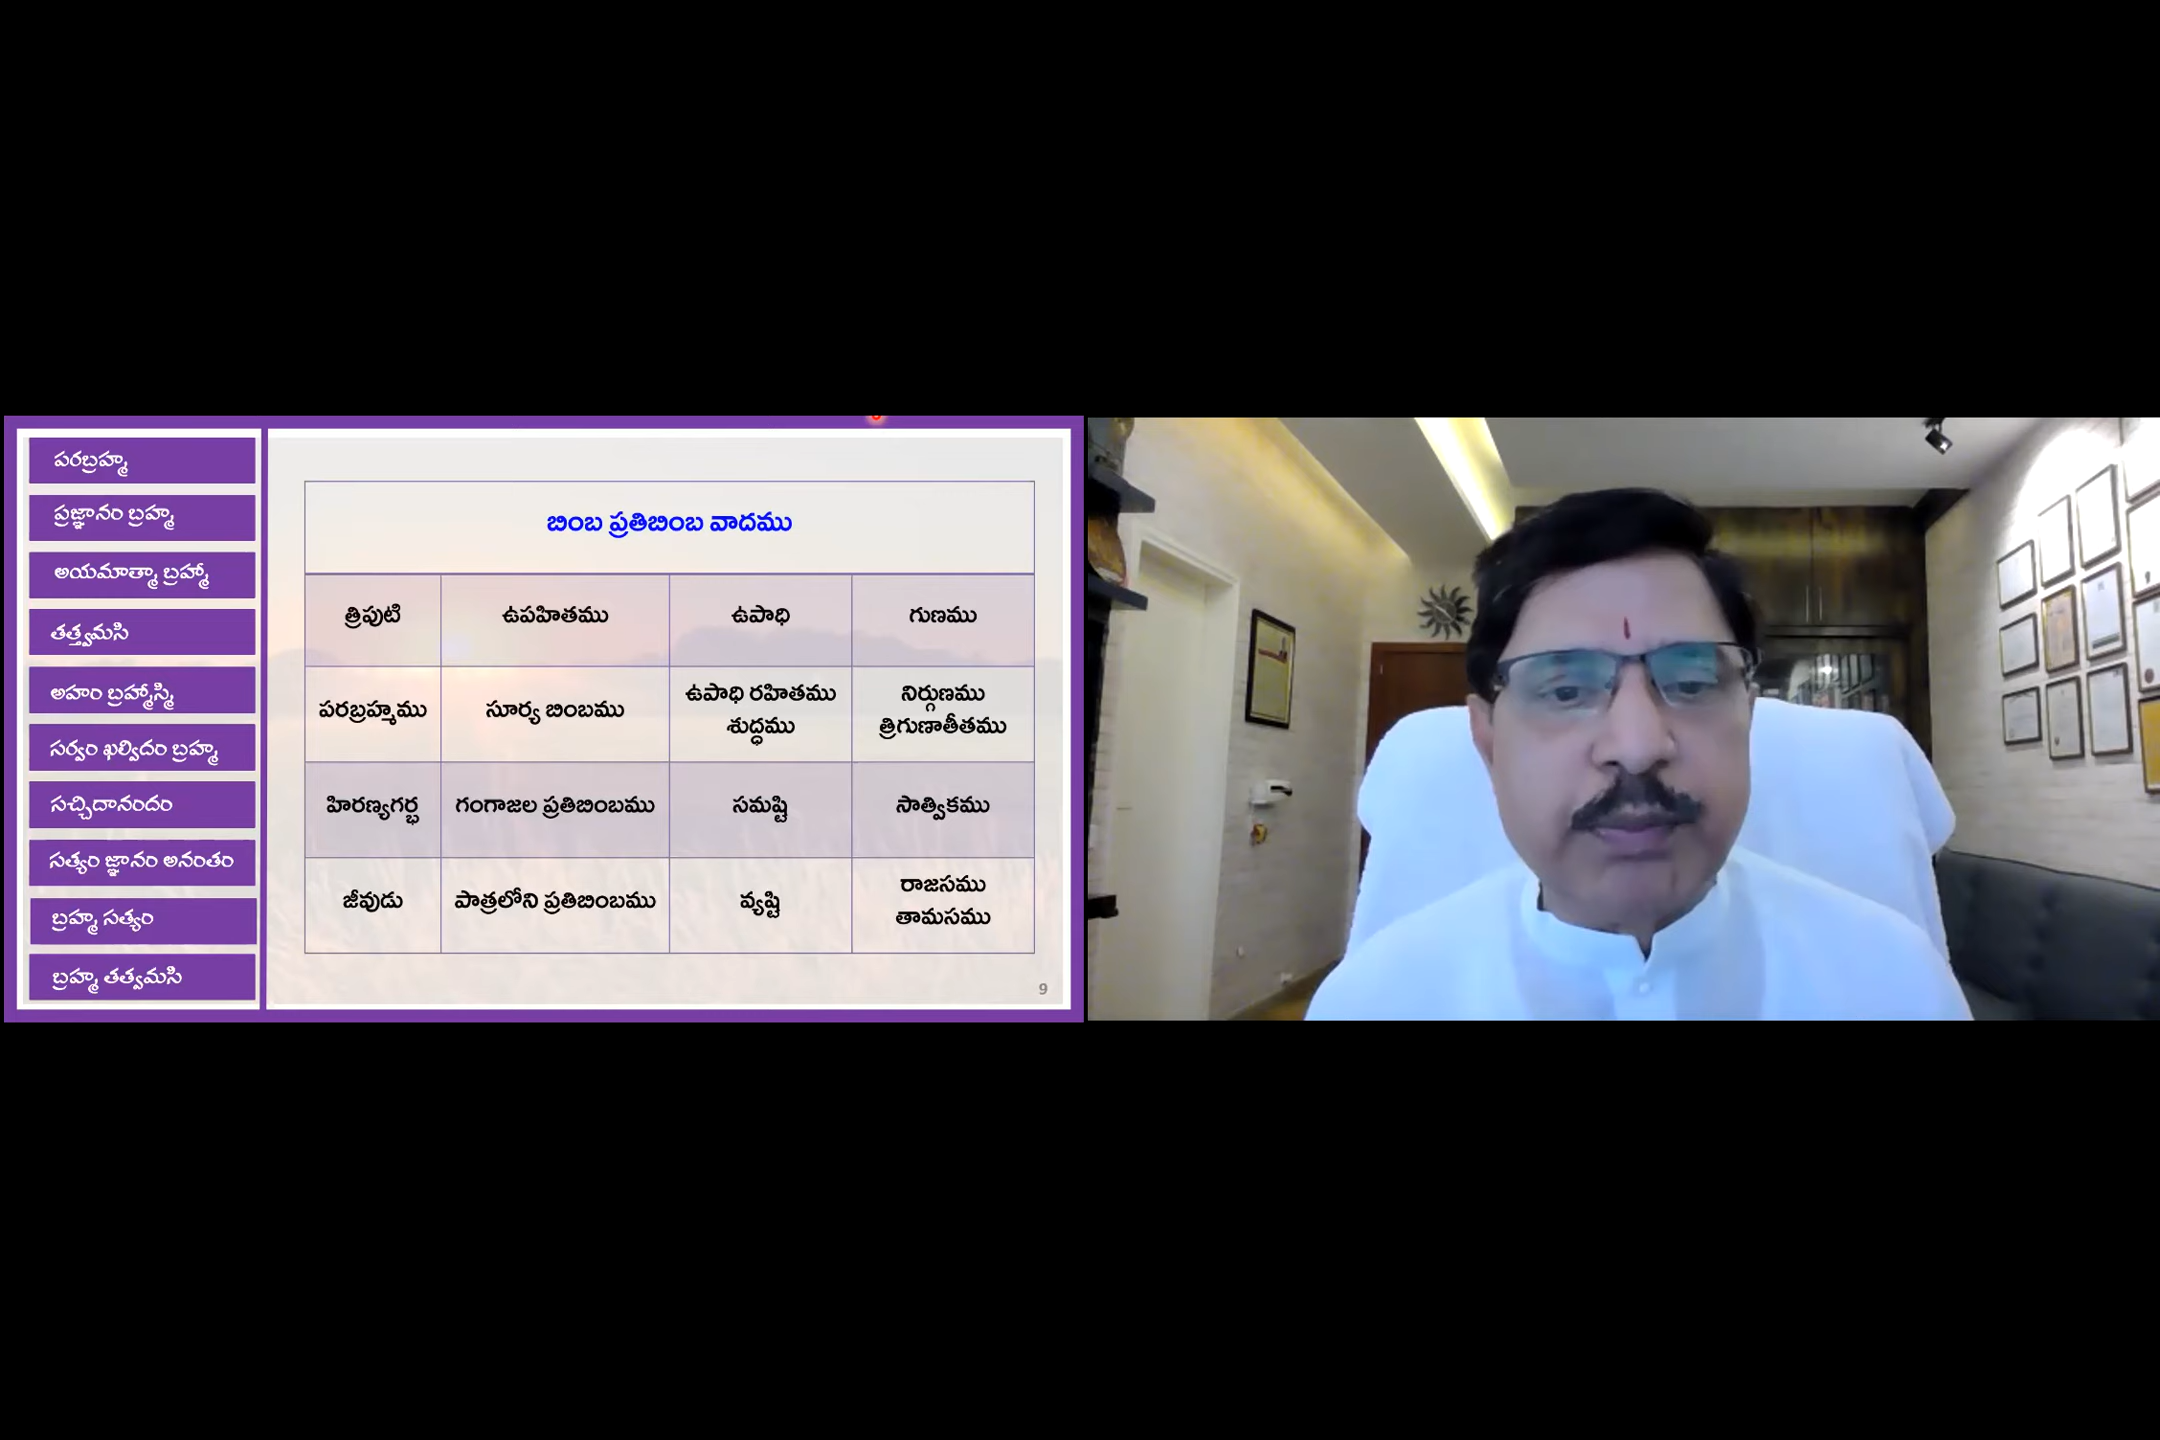 పరబ్రహ్మ
ప్రజ్ఞానం బ్రహ్మ
అయమాత్మా బ్రహ్మా
తత్త్వమసి
అహం బ్రహ్మాస్మి
సర్వం ఖల్విదం బ్రహ్మ
సచ్చిదానందం
సత్యం జ్ఞానం అనంతం
బ్రహ్మ సత్యం
బ్రహ్మ తత్వమసి
బింబ ప్రతిబింబ వాదము
త్రిపుటి ఉపహితము ఉపాధి గుణము
పరబ్రహ్మము సూర్య బింబము ఉపాధి రహితము శుద్ధము నిర్గుణము త్రిగుణాతీతము
హిరణ్యగర్భ గంగాజల ప్రతిబింబము సమష్టి సాత్వికము
జీవుడు పాత్రలోని ప్రతిబింబము వ్యష్టి రాజసము తామసము
9